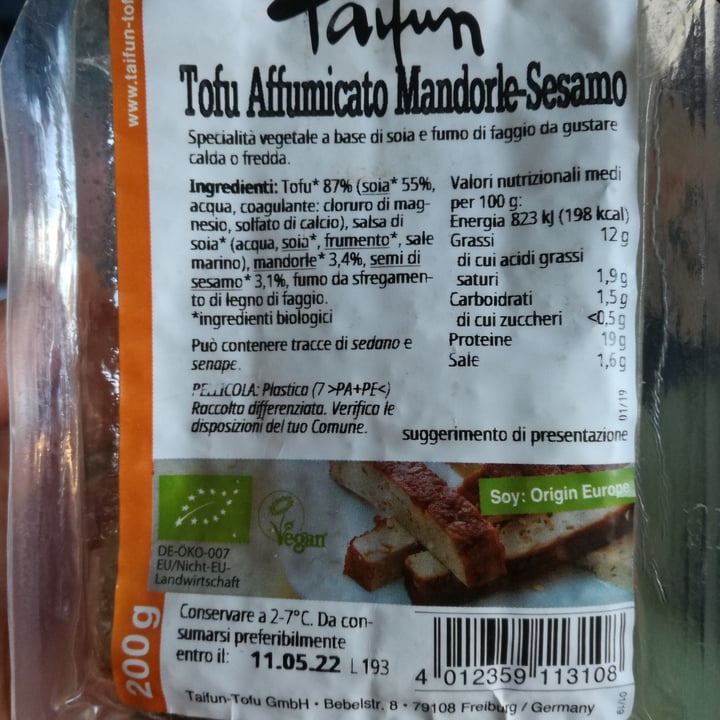 Taifun
www.taifun-tof
Tofu Affumicato Mandorle-Sesamo
Specialità vegetale a base di soia e fumo di faggio da gustare
calda o fredda.
Ingredienti: Tofu* 87% (soia* 55%,
acqua, coagulante: cloruro di mag-
nesio, solfato di calcio), salsa di
soia* (acqua, soia*, frumento*, sale
marino), mandorle* 3,4%, semi di
sesamo* 3,1%, fumo da sfregamen-
to di legno di faggio.
*ingredienti biologici
Può contenere tracce di sedano e
senape.
PELLICOLA: Plastica (7 >PA+PE<)
Raccolta differenziata. Verifica le
disposizioni del tuo Comune.
Valori nutrizionali medi
per 100 g:
Energia 823 kJ (198 kcal)
Grassi 12 g
di cui acidi grassi
saturi 1,9 g
Carboidrati 1,5 g
di cui zuccheri <0,5 g
Proteine 19 g
Sale 1,6 g
01/19
suggerimento di presentazione
Soy: Origin Europe
Vegan
DE-ÖKO-007
EU/Nicht-EU-
Landwirtschaft
200 g
Conservare a 2-7°C. Da con-
sumarsi preferibilmente
entro il: 11.05.22 L 193
4 012359 113108
Taifun-Tofu GmbH • Bebelstr. 8 • 79108 Freiburg / Germany